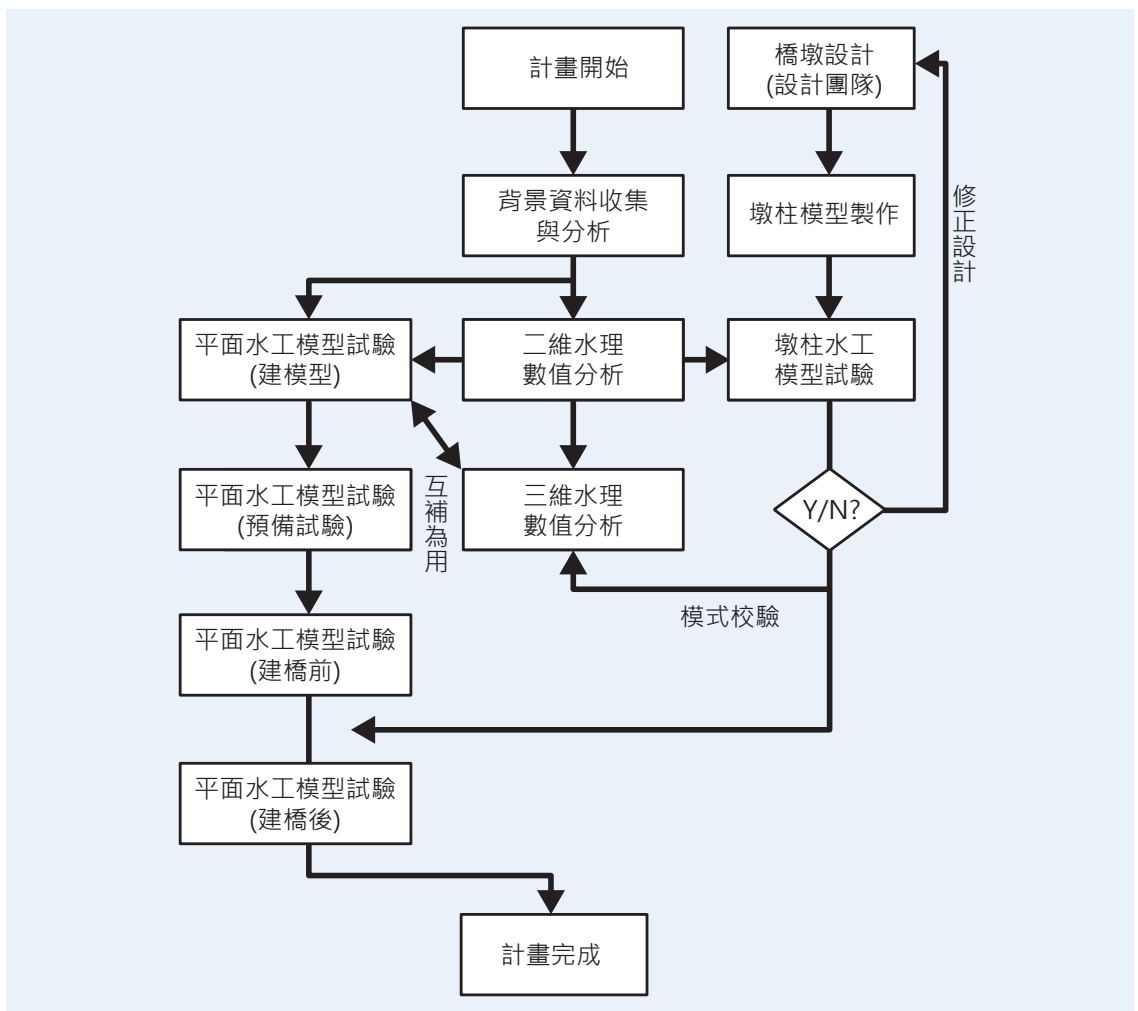 計畫開始
橋墩設計
(設計團隊)
背景資料收集
與分析
墩柱模型製作
修正設計
平面水工模型試驗
(建模型)
二維水理
數值分析
墩柱水工
模型試驗
互補為用
平面水工模型試驗
(預備試驗)
三維水理
數值分析
Y/N?
模式校驗
平面水工模型試驗
(建橋前)
平面水工模型試驗
(建橋後)
計畫完成